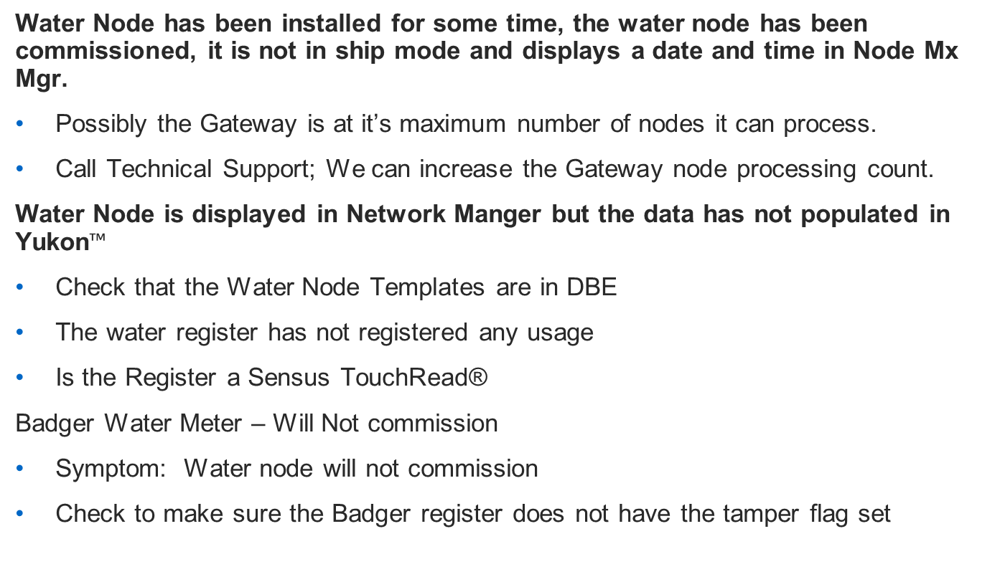 Water Node has been installed for some time, the water node has been
commissioned, it is not in ship mode and displays a date and time in Node Mx
Mgr.
• Possibly the Gateway is at it’s maximum number of nodes it can process.
• Call Technical Support; We can increase the Gateway node processing count.
Water Node is displayed in Network Manger but the data has not populated in
Yukon™
• Check that the Water Node Templates are in DBE
• The water register has not registered any usage
• Is the Register a Sensus TouchRead®
Badger Water Meter – Will Not commission
• Symptom: Water node will not commission
• Check to make sure the Badger register does not have the tamper flag set